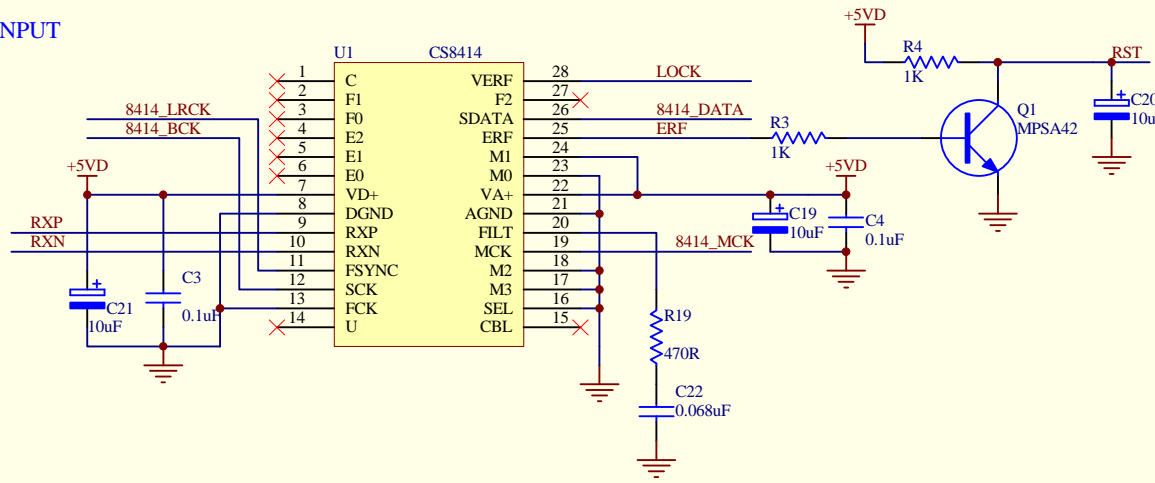 NPUT
U1 CS8414
1 C VERF 28 LOCK
2 F1 F2 27
8414_LRCK 3 F0 SDATA 26 8414_DATA
8414_BCK 4 E2 ERF 25 ERF
5 E1 M1 24
6 E0 M0 23
+5VD 7 VD+ VA+ 22 +5VD
8 DGND AGND 21
RXP 9 RXP FILT 20
RXN 10 RXN MCK 19 8414_MCK
11 FSYNC M2 18
12 SCK M3 17
13 FCK SEL 16
14 U CBL 15
C21
10uF
C3
0.1uF
R19
470R
C22
0.068uF
C19
10uF
C4
0.1uF
R3
1K
+5VD
R4
1K
RST
Q1
MPSA42
C20
10u